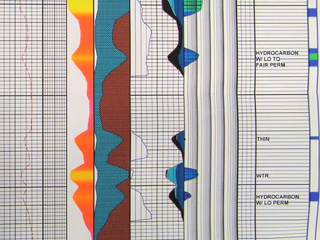 HYDROCARBON
W/ LO TO
FAIR PERM
THIN
WTR
HYDROCARBON
W/ LO PERM